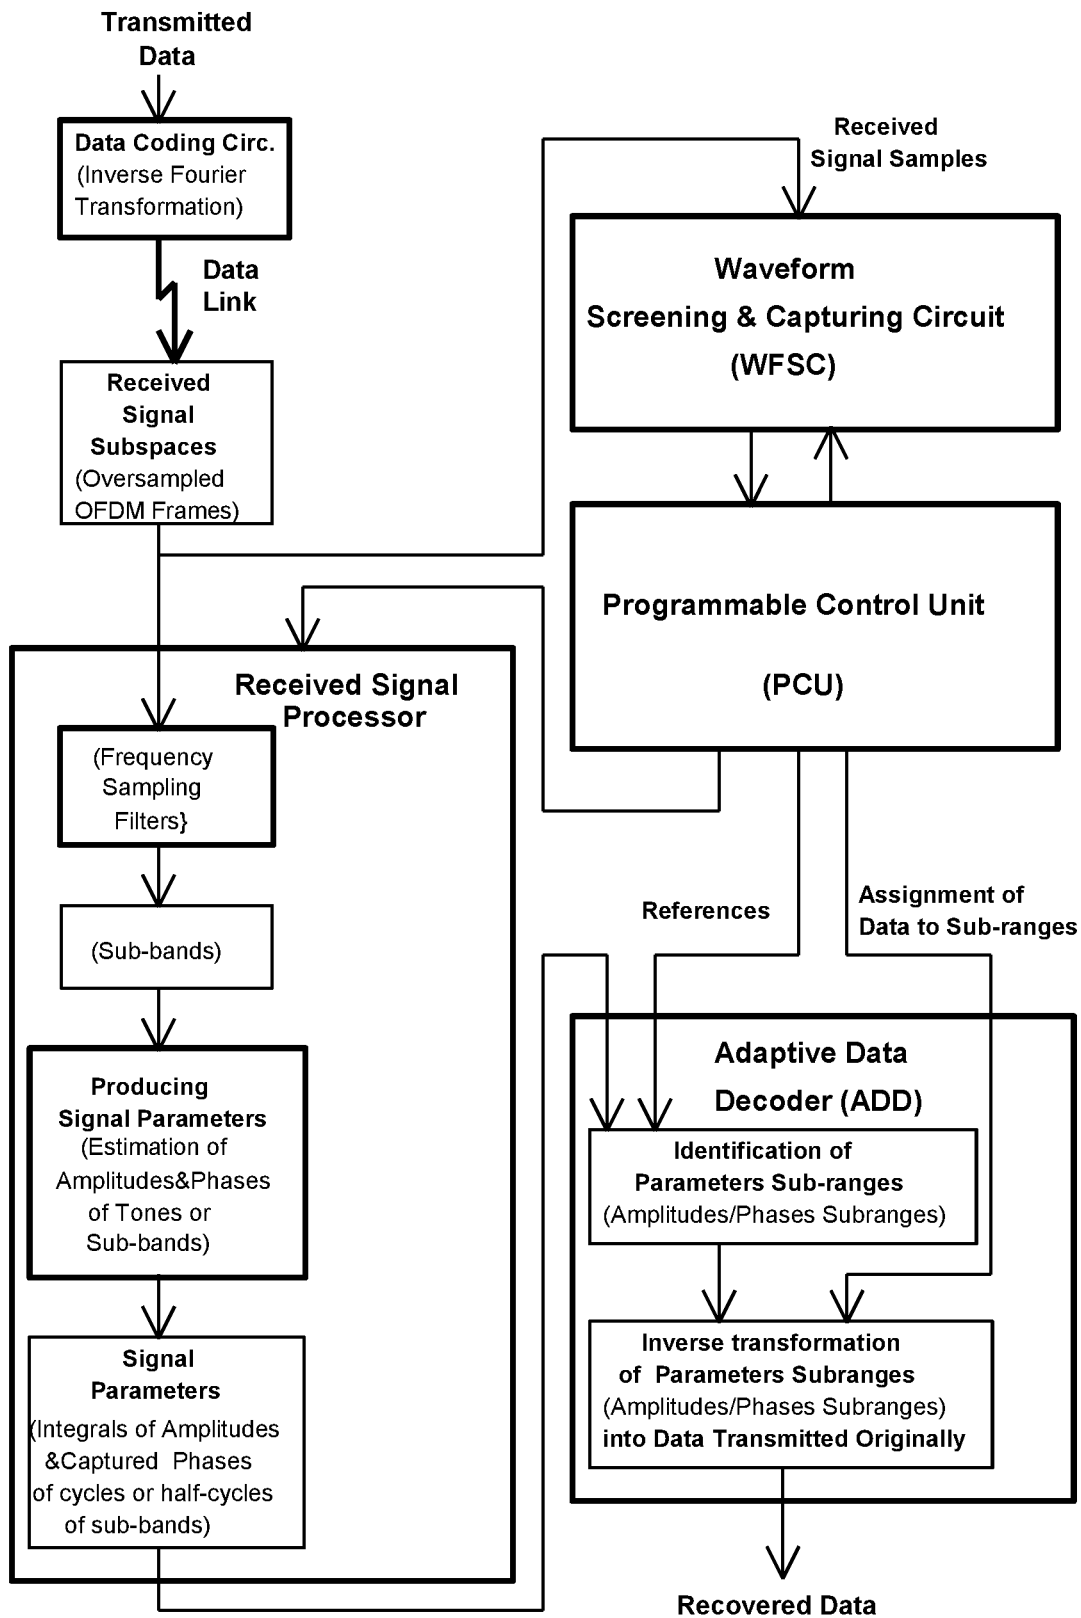 Transmitted
Data
Data Coding Circ.
(Inverse Fourier
Transformation)
Data
Link
Received
Signal
Subspaces
(Oversampled
OFDM Frames)
Received
Signal Samples
Waveform
Screening & Capturing Circuit
(WFSC)
Programmable Control Unit
(PCU)
Received Signal
Processor
(Frequency
Sampling
Filters}
(Sub-bands)
Producing
Signal Parameters
(Estimation of
Amplitudes&Phases
of Tones or
Sub-bands)
Signal
Parameters
(Integrals of Amplitudes
&Captured Phases
of cycles or half-cycles
of sub-bands)
References
Assignment of
Data to Sub-ranges
Adaptive Data
Decoder (ADD)
Identification of
Parameters Sub-ranges
(Amplitudes/Phases Subranges)
Inverse transformation
of Parameters Subranges
(Amplitudes/Phases Subranges)
into Data Transmitted Originally
Recovered Data